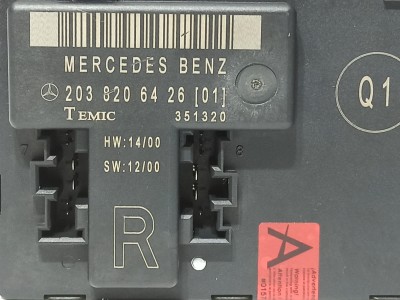 MERCEDES BENZ
203 820 64 26 [01]
TEMIC 351320
HW:14/00
SW:12/00
R
Q1
A